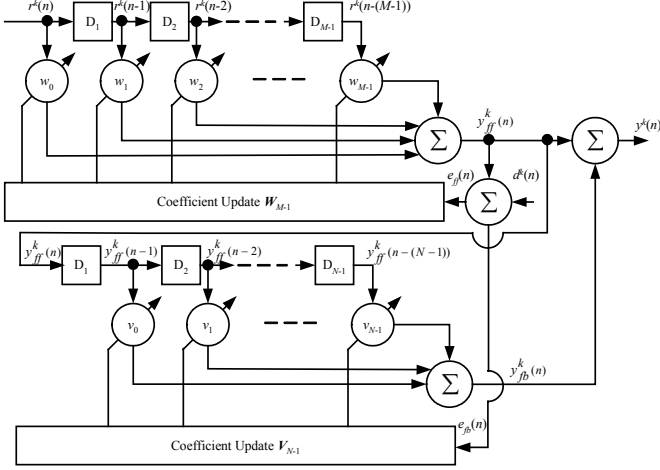 r^k(n) D_1 r^k(n-1) D_2 r^k(n-2) D_{M-1} r^k(n-(M-1))
w_0 w_1 w_2 w_{M-1}
Σ y^k_{ff}(n) Σ y^k(n)
Coefficient Update W_{M-1} e_{ff}(n) Σ d^k(n)
y^k_{ff}(n) D_1 y^k_{ff}(n−1) D_2 y^k_{ff}(n−2) D_{N-1} y^k_{ff}(n−(N−1))
v_0 v_1 v_{N-1}
Σ y^k_{fb}(n)
Coefficient Update V_{N-1} e_{fb}(n)